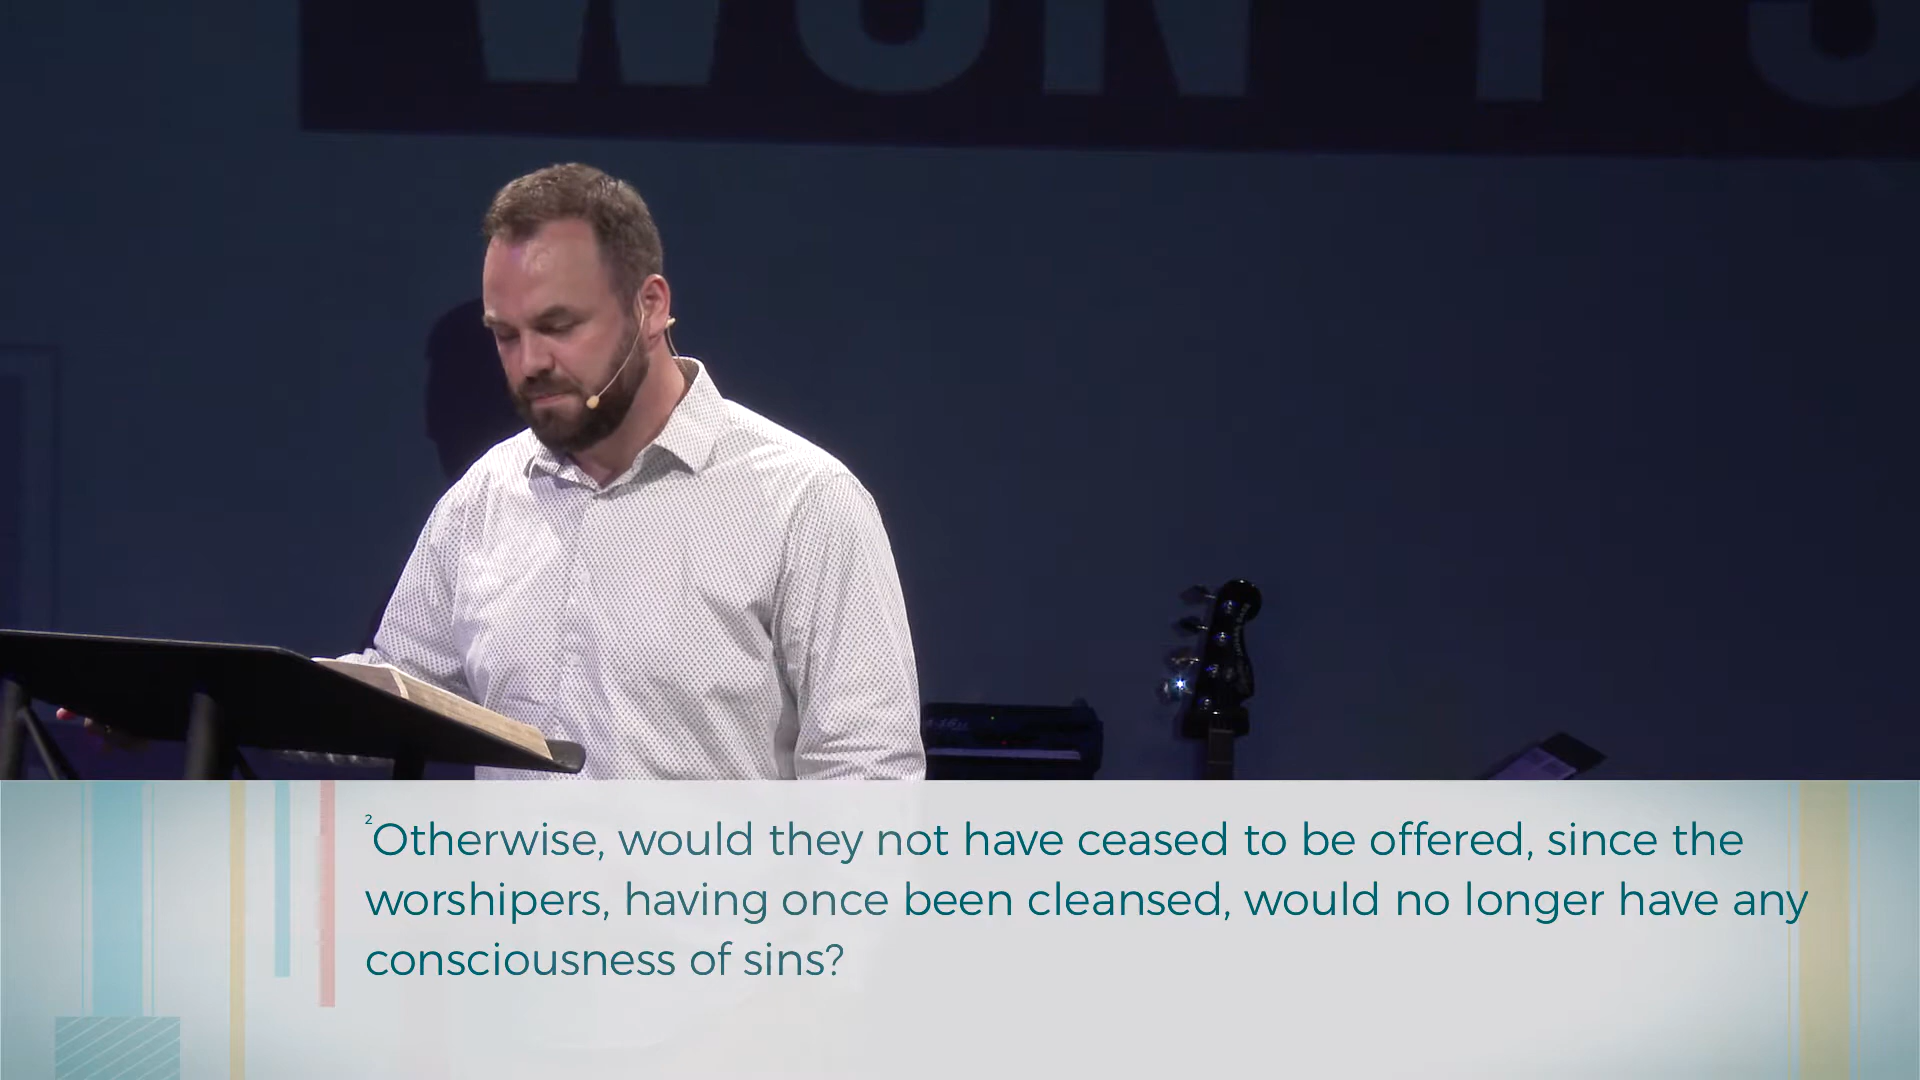 WON'T S
²Otherwise, would they not have ceased to be offered, since the
worshipers, having once been cleansed, would no longer have any
consciousness of sins?